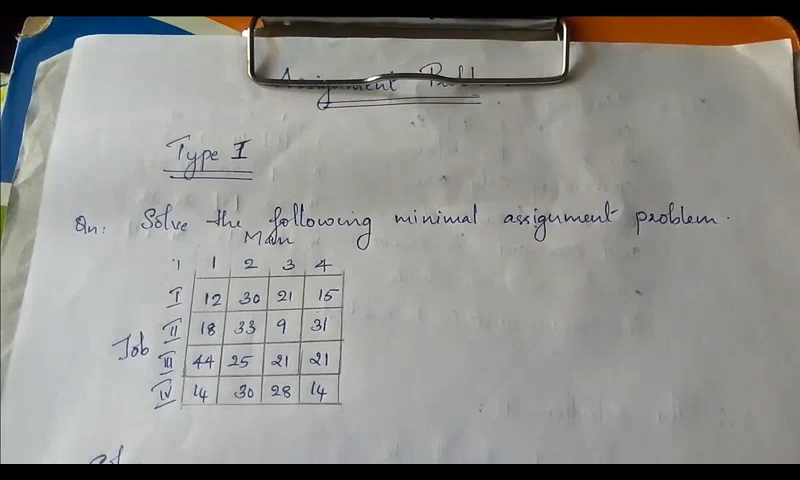 Assignment
Type I
Qn: Solve the following minimal assignment problem.
Man
1 2 3 4
I 12 30 21 15
II 18 33 9 31
Job
III 44 25 21 21
IV 14 30 28 14